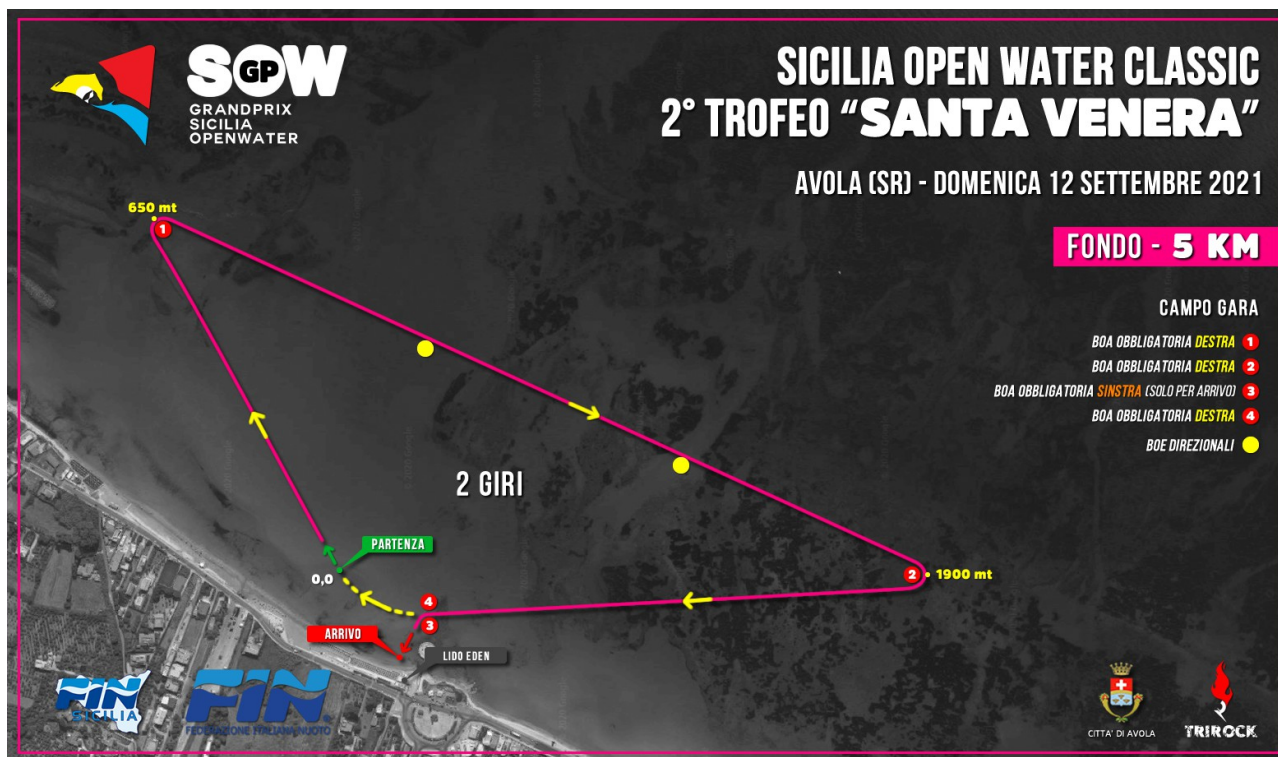 SOW
GP
GRANDPRIX
SICILIA
OPENWATER
SICILIA OPEN WATER CLASSIC
2° TROFEO “SANTA VENERA”
AVOLA (SR) - DOMENICA 12 SETTEMBRE 2021
FONDO - 5 KM
CAMPO GARA
BOA OBBLIGATORIA DESTRA 1
BOA OBBLIGATORIA DESTRA 2
BOA OBBLIGATORIA SINSTRA (SOLO PER ARRIVO) 3
BOA OBBLIGATORIA DESTRA 4
BOE DIREZIONALI
650 mt
1
2 GIRI
PARTENZA
0,0
2 1900 mt
4
3
ARRIVO
LIDO EDEN
FIN
SICILIA
FIN
FEDERAZIONE ITALIANA NUOTO
CITTA' DI AVOLA
TRIROCK